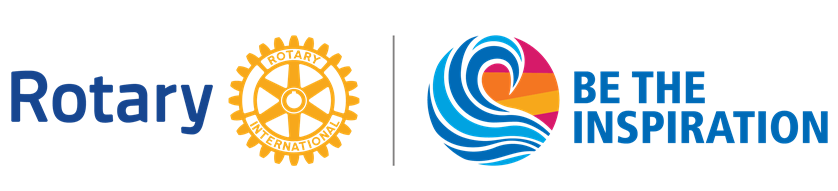 Rotary
ROTARY
INTERNATIONAL
BE THE
INSPIRATION